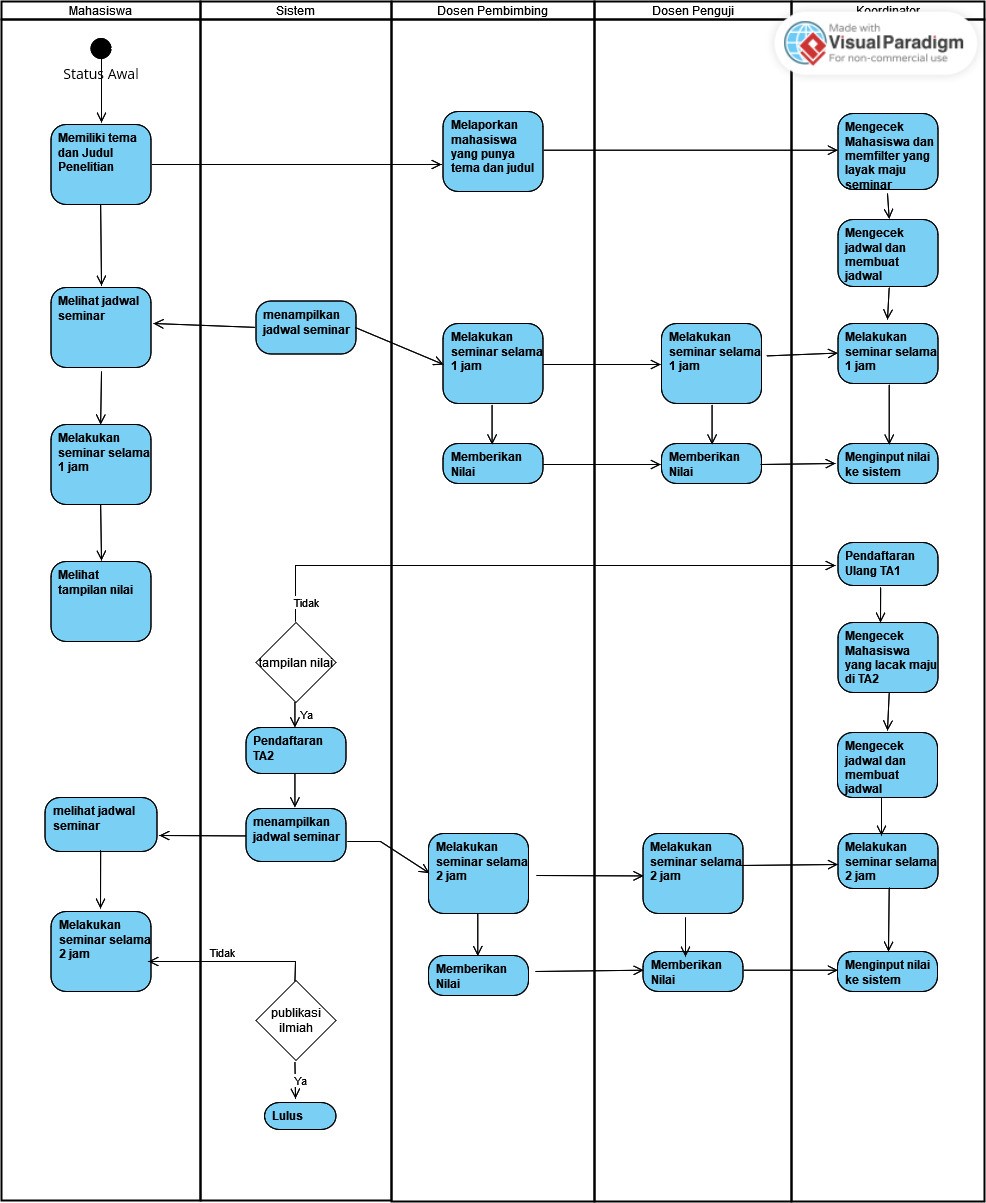 Mahasiswa
Sistem
Dosen Pembimbing
Dosen Penguji
Koordinator
Made with
VisualParadigm
For non-commercial use
Status Awal
Memiliki tema
dan Judul
Penelitian
Melaporkan
mahasiswa
yang punya
tema dan judul
Mengecek
Mahasiswa dan
memfilter yang
layak maju
seminar
Mengecek
jadwal dan
membuat
jadwal
Melihat jadwal
seminar
menampilkan
jadwal seminar
Melakukan
seminar selama
1 jam
Melakukan
seminar selama
1 jam
Melakukan
seminar selama
1 jam
Melakukan
seminar selama
1 jam
Memberikan
Nilai
Memberikan
Nilai
Menginput nilai
ke sistem
Melihat
tampilan nilai
Pendaftaran
Ulang TA1
Tidak
tampilan nilai
Ya
Mengecek
Mahasiswa
yang lacak maju
di TA2
Pendaftaran
TA2
Mengecek
jadwal dan
membuat
jadwal
melihat jadwal
seminar
menampilkan
jadwal seminar
Melakukan
seminar selama
2 jam
Melakukan
seminar selama
2 jam
Melakukan
seminar selama
2 jam
Melakukan
seminar selama
2 jam
Tidak
Memberikan
Nilai
Memberikan
Nilai
Menginput nilai
ke sistem
publikasi
ilmiah
Ya
Lulus